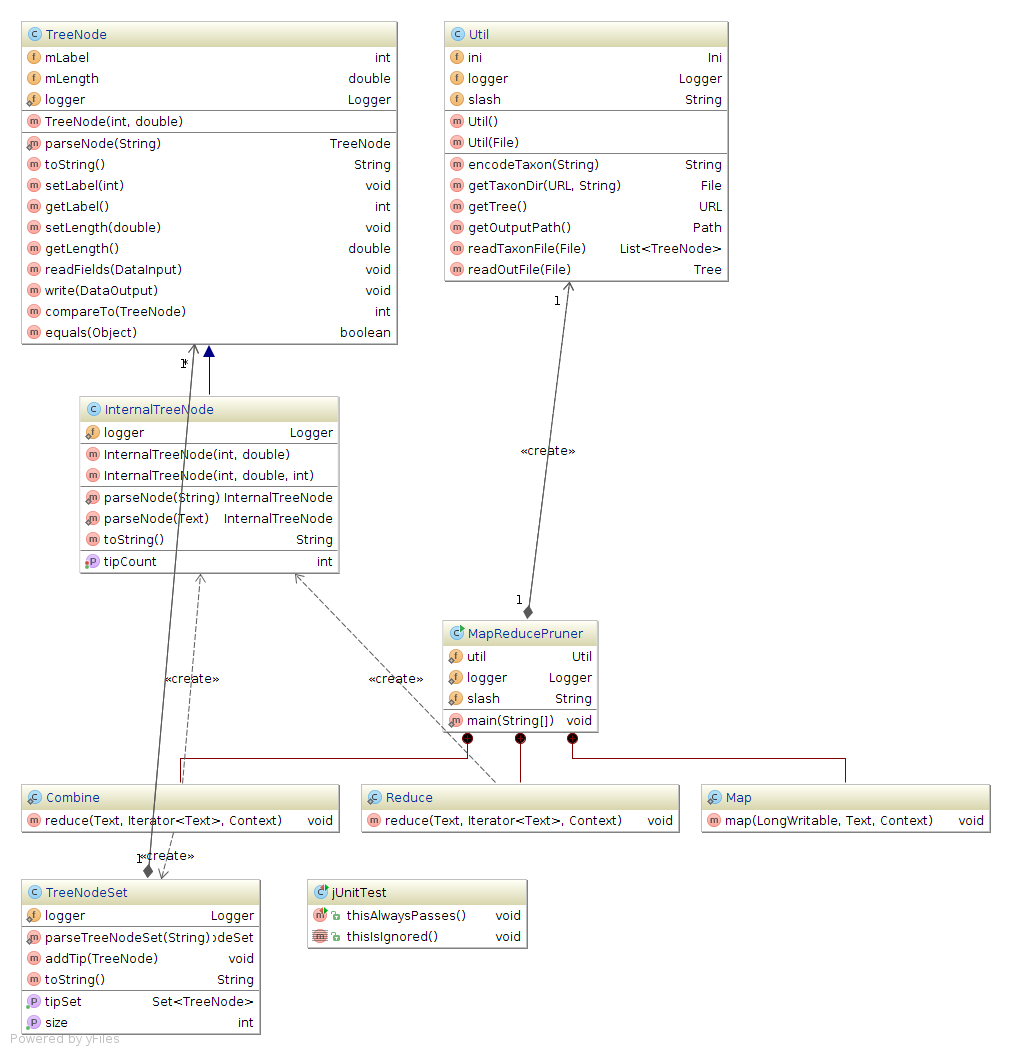 TreeNode
mLabel int
mLength double
logger Logger
TreeNode(int, double)
parseNode(String) TreeNode
toString() String
setLabel(int) void
getLabel() int
setLength(double) void
getLength() double
readFields(DataInput) void
write(DataOutput) void
compareTo(TreeNode) int
equals(Object) boolean
Util
ini Ini
logger Logger
slash String
Util()
Util(File)
encodeTaxon(String) String
getTaxonDir(URL, String) File
getTree() URL
getOutputPath() Path
readTaxonFile(File) List<TreeNode>
readOutFile(File) Tree
1
1*
InternalTreeNode
logger Logger
InternalTreeNode(int, double)
InternalTreeNode(int, double, int)
parseNode(String) InternalTreeNode
parseNode(Text) InternalTreeNode
toString() String
tipCount int
«create»
1
MapReducePruner
util Util
logger Logger
slash String
main(String[]) void
«create»
«create»
Combine
reduce(Text, Iterator<Text>, Context) void
Reduce
reduce(Text, Iterator<Text>, Context) void
Map
map(LongWritable, Text, Context) void
1
«create»
TreeNodeSet
logger Logger
parseTreeNodeSet(String) deSet
addTip(TreeNode) void
toString() String
tipSet Set<TreeNode>
size int
jUnitTest
thisAlwaysPasses() void
thisIsIgnored() void
Powered by yFiles